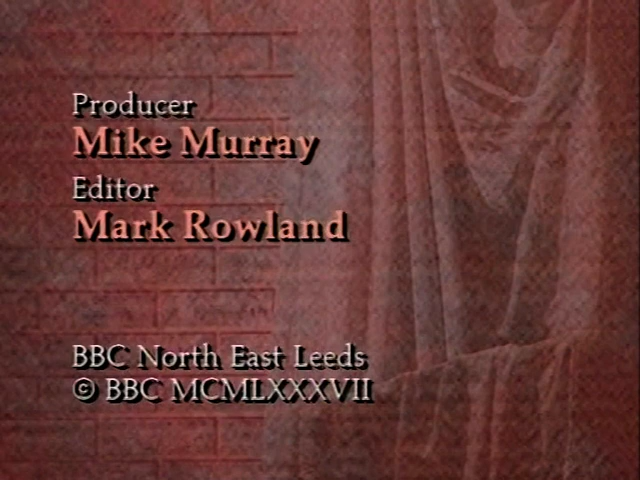 Producer
Mike Murray
Editor
Mark Rowland
BBC North East Leeds
© BBC MCMLXXXVII